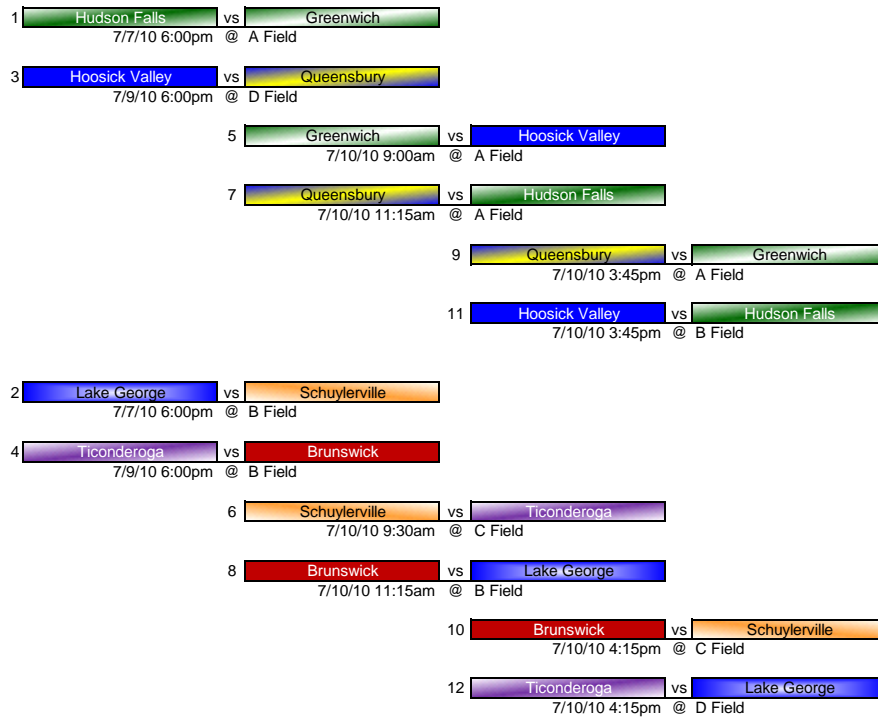 1 Hudson Falls vs Greenwich
7/7/10 6:00pm @ A Field
3 Hoosick Valley vs Queensbury
7/9/10 6:00pm @ D Field
5 Greenwich vs Hoosick Valley
7/10/10 9:00am @ A Field
7 Queensbury vs Hudson Falls
7/10/10 11:15am @ A Field
9 Queensbury vs Greenwich
7/10/10 3:45pm @ A Field
11 Hoosick Valley vs Hudson Falls
7/10/10 3:45pm @ B Field
2 Lake George vs Schuylerville
7/7/10 6:00pm @ B Field
4 Ticonderoga vs Brunswick
7/9/10 6:00pm @ B Field
6 Schuylerville vs Ticonderoga
7/10/10 9:30am @ C Field
8 Brunswick vs Lake George
7/10/10 11:15am @ B Field
10 Brunswick vs Schuylerville
7/10/10 4:15pm @ C Field
12 Ticonderoga vs Lake George
7/10/10 4:15pm @ D Field